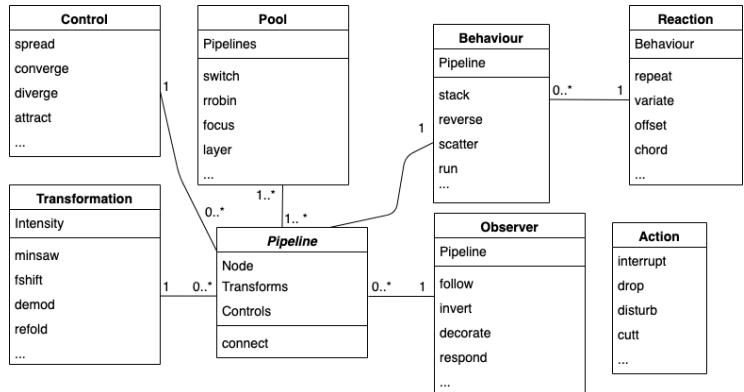 Control
spread
converge
diverge
attract
...
Pool
Pipelines
switch
rrobin
focus
layer
...
Behaviour
Pipeline
stack
reverse
scatter
run
...
Reaction
Behaviour
repeat
variate
offset
chord
...
1
0..*
1..*
1.. *
1
0..* 1
Transformation
Intensity
minsaw
fshift
demod
refold
...
1 0..*
Pipeline
Node
Transforms
Controls
connect
0..* 1
Observer
Pipeline
follow
invert
decorate
respond
...
Action
interrupt
drop
disturb
cutt
...